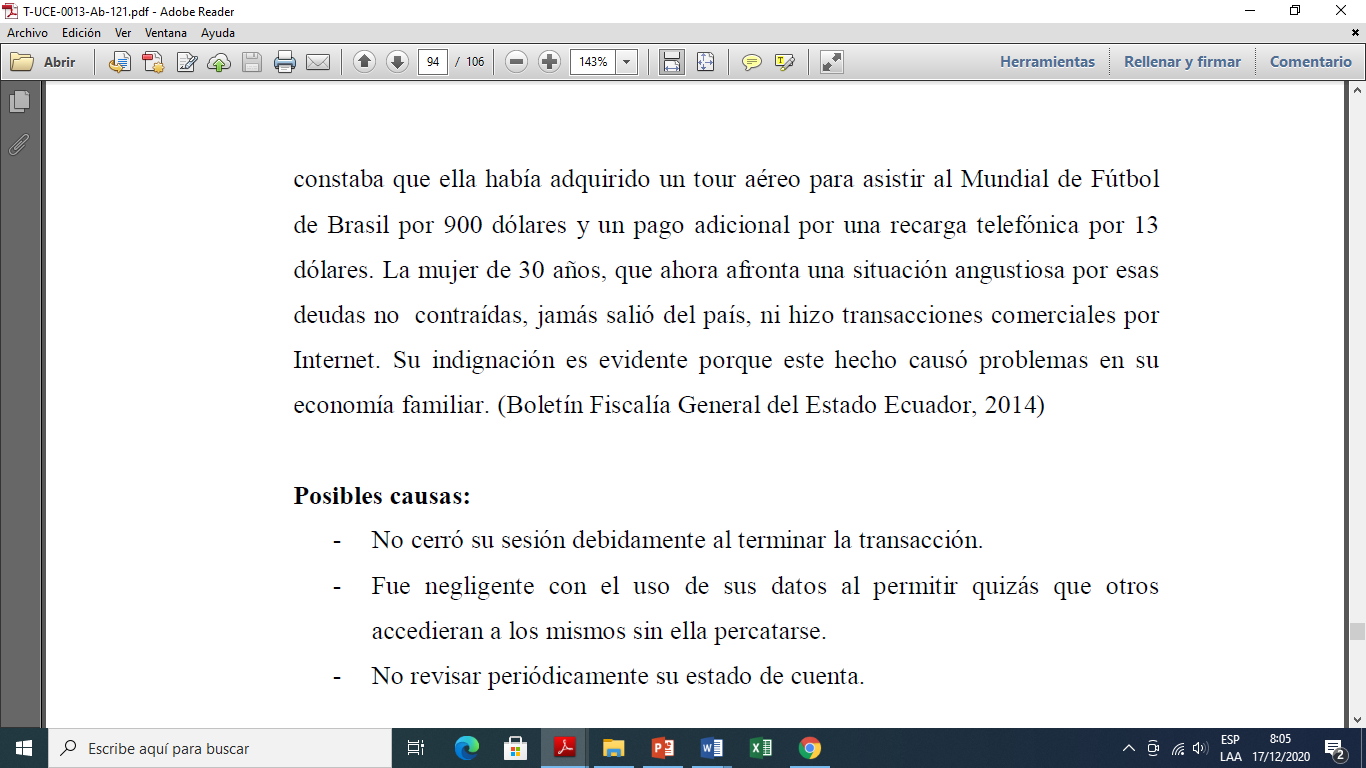 T-UCE-0013-Ab-121.pdf - Adobe Reader
Archivo Edición Ver Ventana Ayuda
Abrir 94 / 106 143% Herramientas Rellenar y firmar Comentario
constaba que ella había adquirido un tour aéreo para asistir al Mundial de Fútbol
de Brasil por 900 dólares y un pago adicional por una recarga telefónica por 13
dólares. La mujer de 30 años, que ahora afronta una situación angustiosa por esas
deudas no contraídas, jamás salió del país, ni hizo transacciones comerciales por
Internet. Su indignación es evidente porque este hecho causó problemas en su
economía familiar. (Boletín Fiscalía General del Estado Ecuador, 2014)
Posibles causas:
- No cerró su sesión debidamente al terminar la transacción.
- Fue negligente con el uso de sus datos al permitir quizás que otros
accedieran a los mismos sin ella percatarse.
- No revisar periódicamente su estado de cuenta.
Escribe aquí para buscar
ESP 8:05
LAA 17/12/2020 2